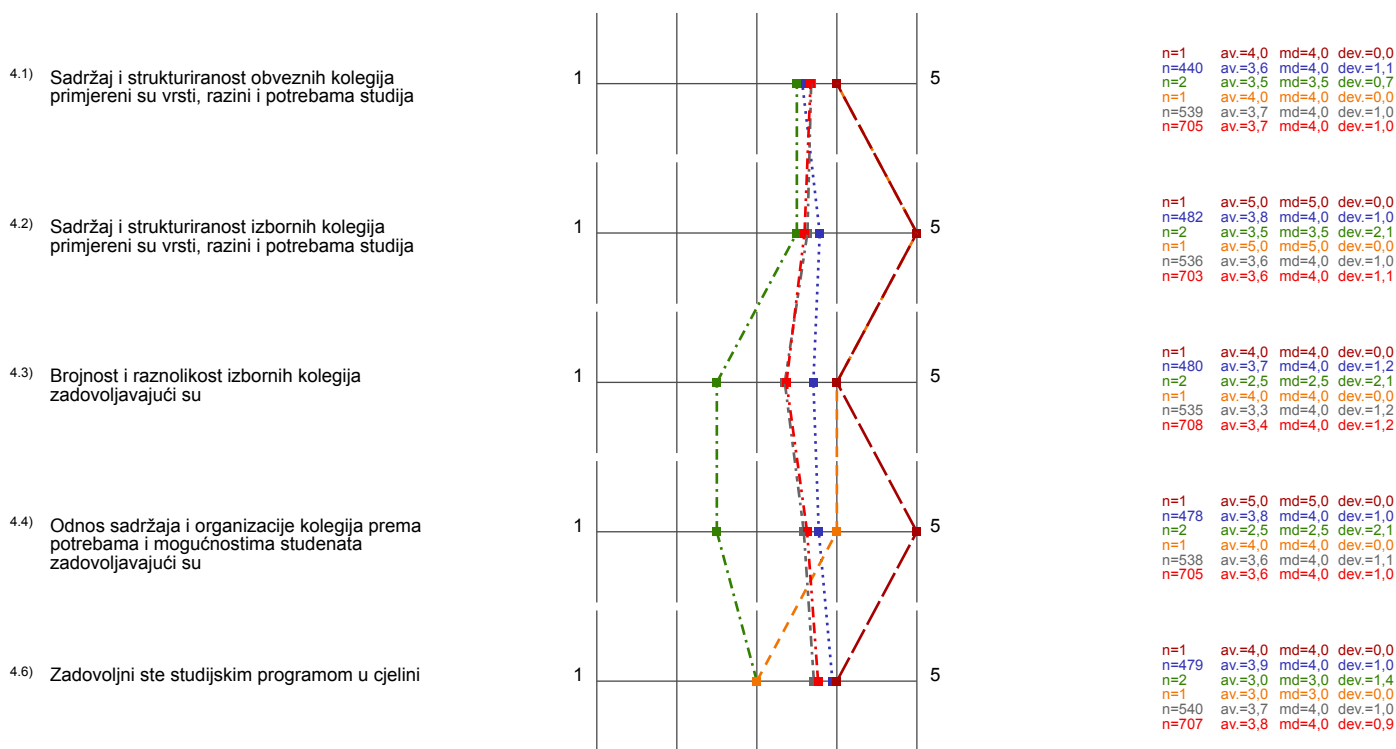 4.1) Sadržaj i strukturiranost obveznih kolegija
primjereni su vrsti, razini i potrebama studija
1
5
n=1 av.=4,0 md=4,0 dev.=0,0
n=440 av.=3,6 md=4,0 dev.=1,1
n=2 av.=3,5 md=3,5 dev.=0,7
n=1 av.=4,0 md=4,0 dev.=0,0
n=539 av.=3,7 md=4,0 dev.=1,0
n=705 av.=3,7 md=4,0 dev.=1,0
4.2) Sadržaj i strukturiranost izbornih kolegija
primjereni su vrsti, razini i potrebama studija
1
5
n=1 av.=5,0 md=5,0 dev.=0,0
n=482 av.=3,8 md=4,0 dev.=1,0
n=2 av.=3,5 md=3,5 dev.=2,1
n=1 av.=5,0 md=5,0 dev.=0,0
n=536 av.=3,6 md=4,0 dev.=1,0
n=703 av.=3,6 md=4,0 dev.=1,1
4.3) Brojnost i raznolikost izbornih kolegija
zadovoljavajući su
1
5
n=1 av.=4,0 md=4,0 dev.=0,0
n=480 av.=3,7 md=4,0 dev.=1,2
n=2 av.=2,5 md=2,5 dev.=2,1
n=1 av.=4,0 md=4,0 dev.=0,0
n=535 av.=3,3 md=4,0 dev.=1,2
n=708 av.=3,4 md=4,0 dev.=1,2
4.4) Odnos sadržaja i organizacije kolegija prema
potrebama i mogućnostima studenata
zadovoljavajući su
1
5
n=1 av.=5,0 md=5,0 dev.=0,0
n=478 av.=3,8 md=4,0 dev.=1,0
n=2 av.=2,5 md=2,5 dev.=2,1
n=1 av.=4,0 md=4,0 dev.=0,0
n=538 av.=3,6 md=4,0 dev.=1,1
n=705 av.=3,6 md=4,0 dev.=1,0
4.6) Zadovoljni ste studijskim programom u cjelini
1
5
n=1 av.=4,0 md=4,0 dev.=0,0
n=479 av.=3,9 md=4,0 dev.=1,0
n=2 av.=3,0 md=3,0 dev.=1,4
n=1 av.=3,0 md=3,0 dev.=0,0
n=540 av.=3,7 md=4,0 dev.=1,0
n=707 av.=3,8 md=4,0 dev.=0,9